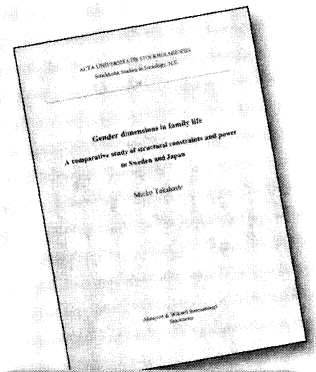 ACTA UNIVERSITATIS STOCKHOLMIENSIS
Stockholm Studies in Sociology, N.S.
Gender dimensions in family life
A comparative study of structural constraints and power
in Sweden and Japan
Mieko Takahashi
Almqvist & Wiksell International
Stockholm